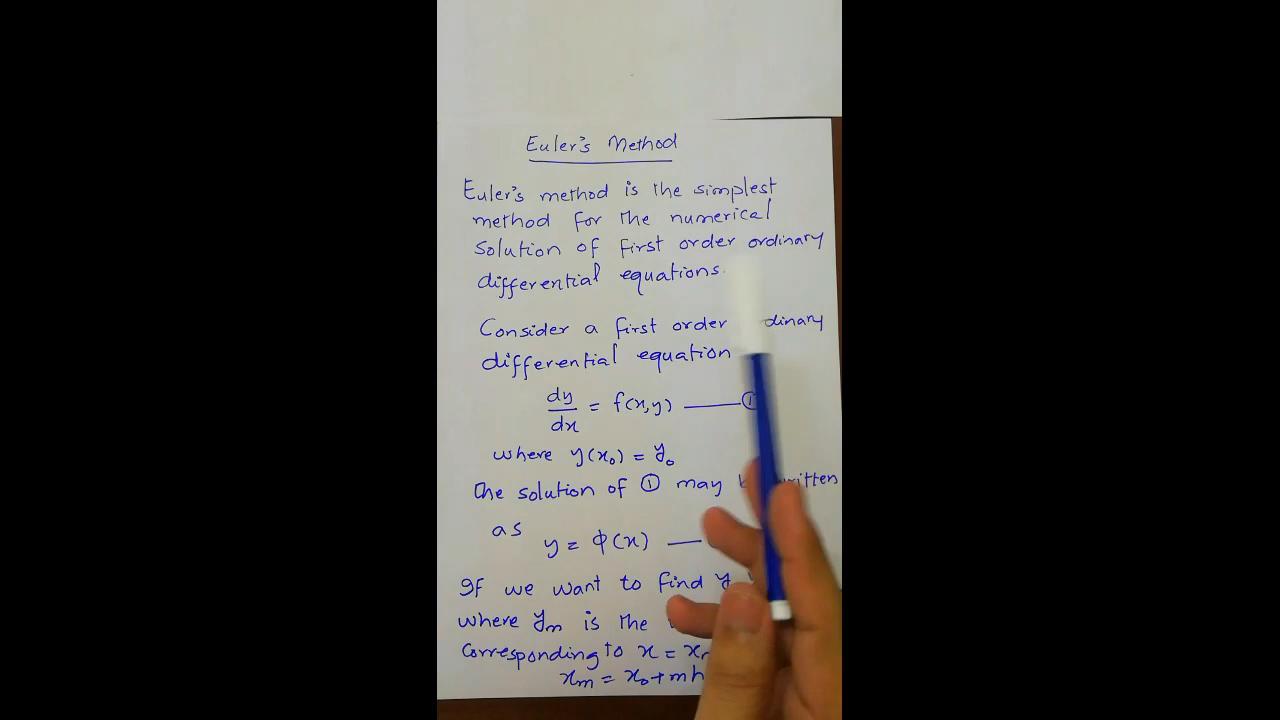 Euler's Method
Euler's method is the simplest
method for the numerical
solution of first order ordinary
differential equations.
Consider a first order dinary
differential equation
dy/dx = f(x,y) —— ①
where y(x₀) = y₀
The solution of ① may written
as y = φ(x) —
If we want to find y
where yₘ is the
corresponding to x = x
xₘ = x₀+mh